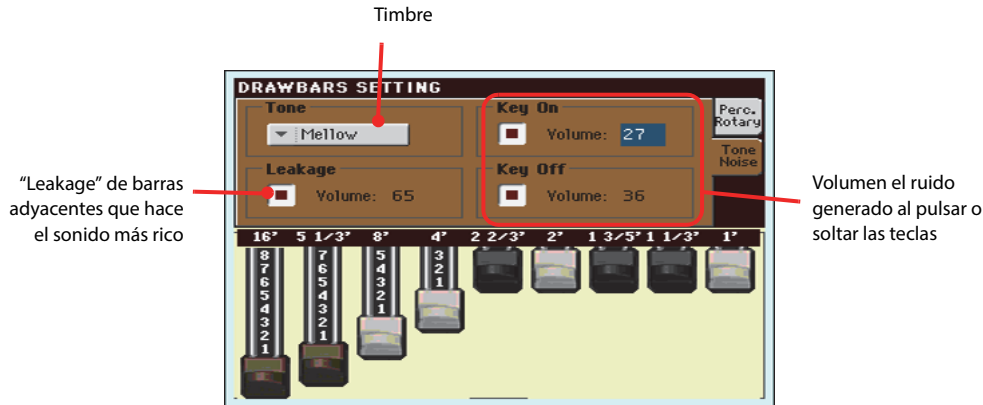 Timbre
DRAWBARS SETTING
Tone
Mellow
Key On
Volume: 27
Perc.
Rotary
Tone
Noise
Leakage
Volume: 65
Key Off
Volume: 36
“Leakage” de barras
adyacentes que hace
el sonido más rico
Volumen el ruido
generado al pulsar o
soltar las teclas
16' 5 1/3' 8' 4' 2 2/3' 2' 1 3/5' 1 1/3' 1'
8 7 6 5 4 3 2 1
7 6 5 4 3 2 1
5 4 3 2 1
3 2 1